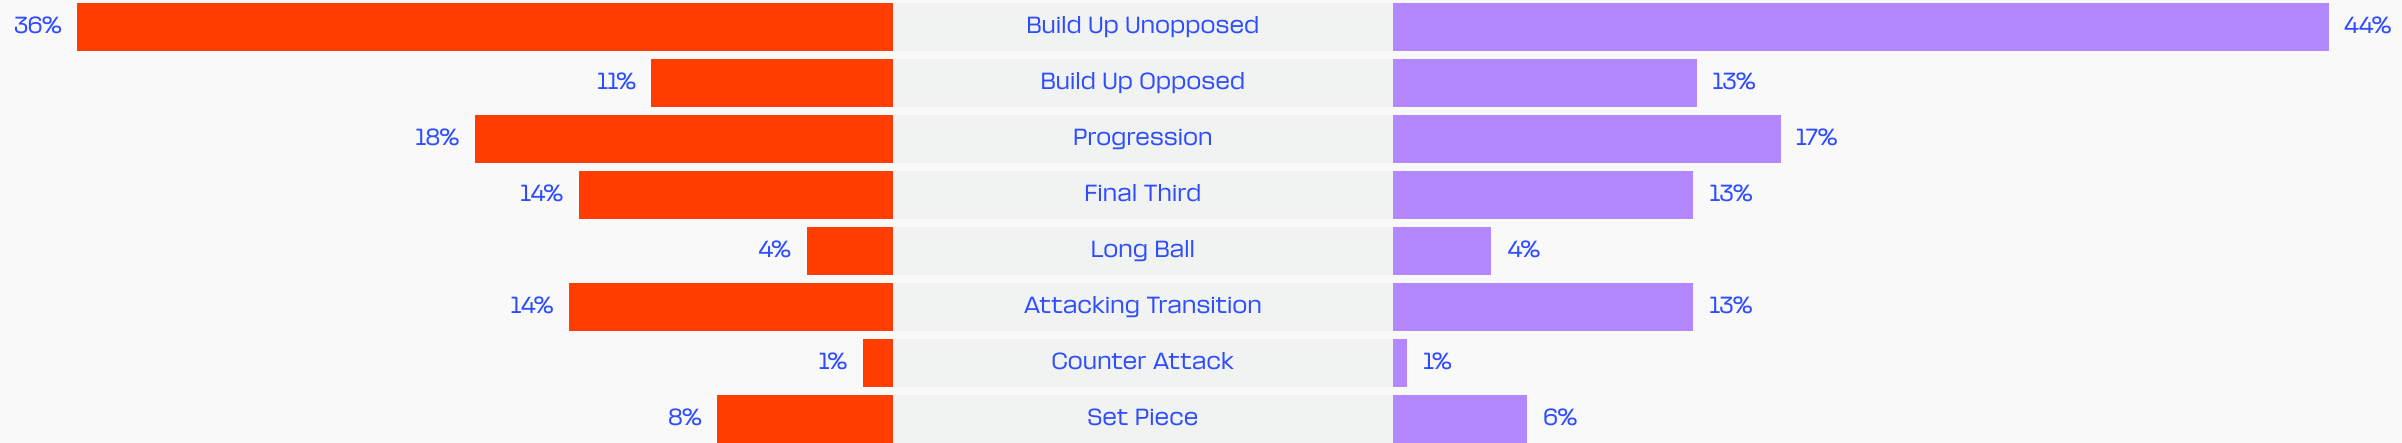 36% Build Up Unopposed 44%
11% Build Up Opposed 13%
18% Progression 17%
14% Final Third 13%
4% Long Ball 4%
14% Attacking Transition 13%
1% Counter Attack 1%
8% Set Piece 6%